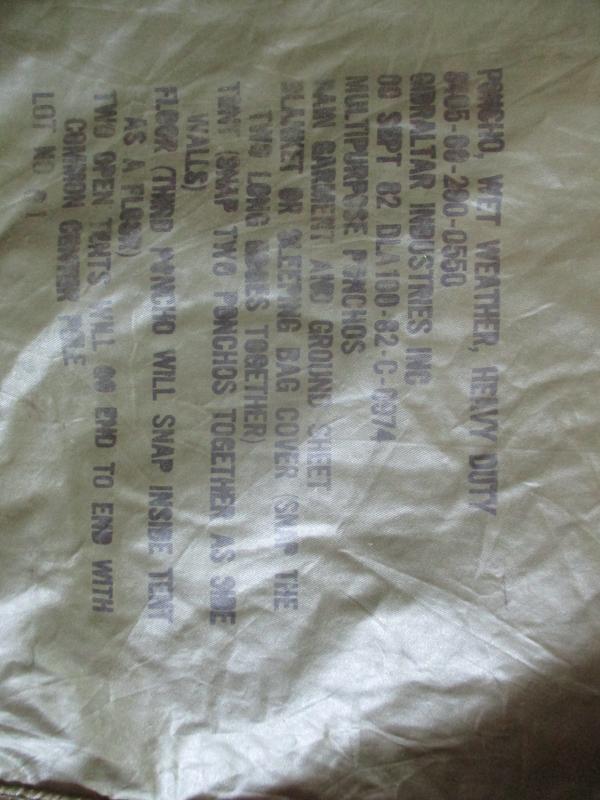 PONCHO, WET WEATHER, HEAVY DUTY
8405-00-290-0550
GIBRALTAR INDUSTRIES INC
00 SEPT 82 DLA100-82-C-0974
MULTIPURPOSE PONCHOS
RAIN GARMENT AND GROUND SHEET
BLANKET OR SLEEPING BAG COVER (SNAP THE
TWO LONG SIDES TOGETHER)
TENT (SNAP TWO PONCHOS TOGETHER AS SIDE
WALLS)
FLOOR (THIRD PONCHO WILL SNAP INSIDE TENT
AS A FLOOR)
TWO OPEN TENTS WILL GO END TO END WITH
COMMON CENTER POLE
LOT NO